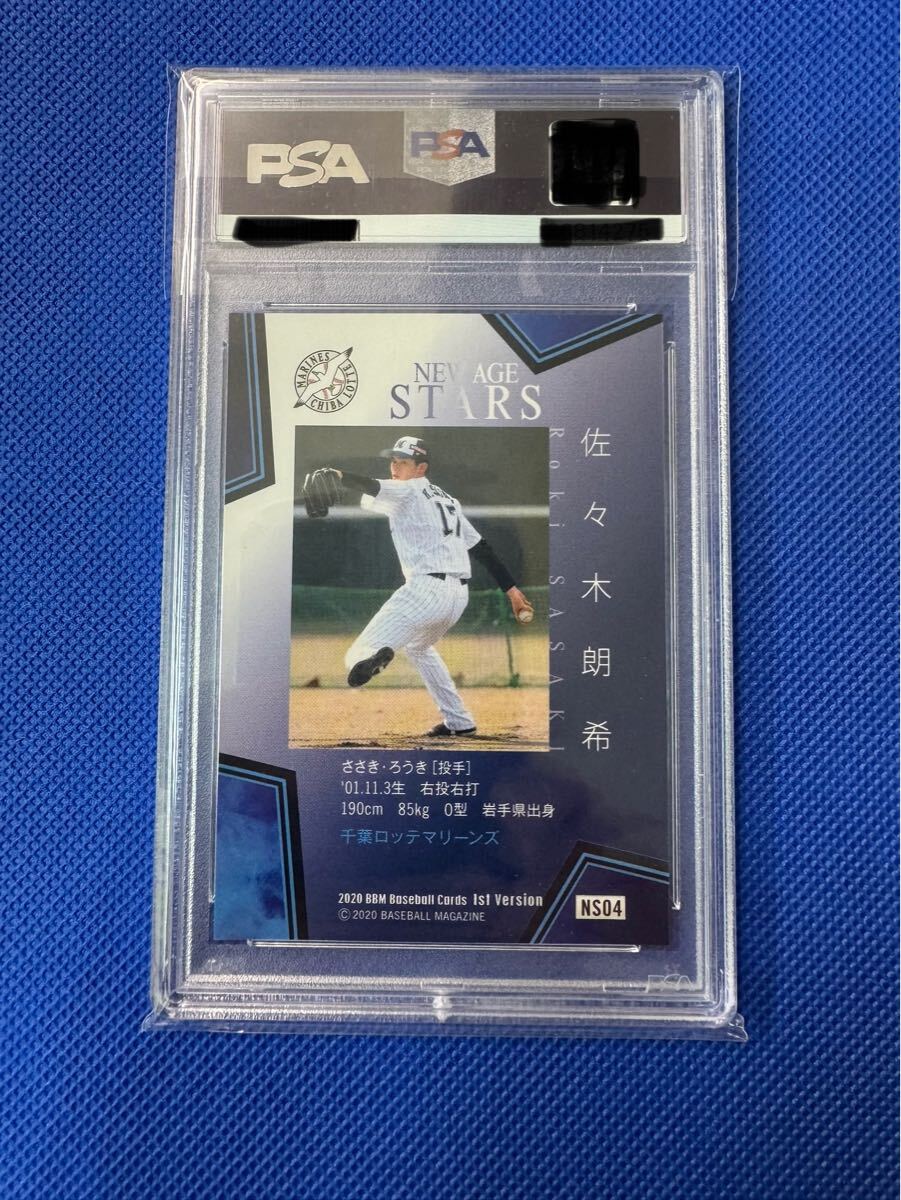 PSA
PSA
MARINES
CHIBA LOTTE
NEW AGE
STARS
佐々木朗希
Roki SASAKI
17
ささき・ろうき [投手]
'01.11.3生 右投右打
190cm 85kg O型 岩手県出身
千葉ロッテマリーンズ
2020 BBM Baseball Cards 1st Version
© 2020 BASEBALL MAGAZINE
NS04
PSA